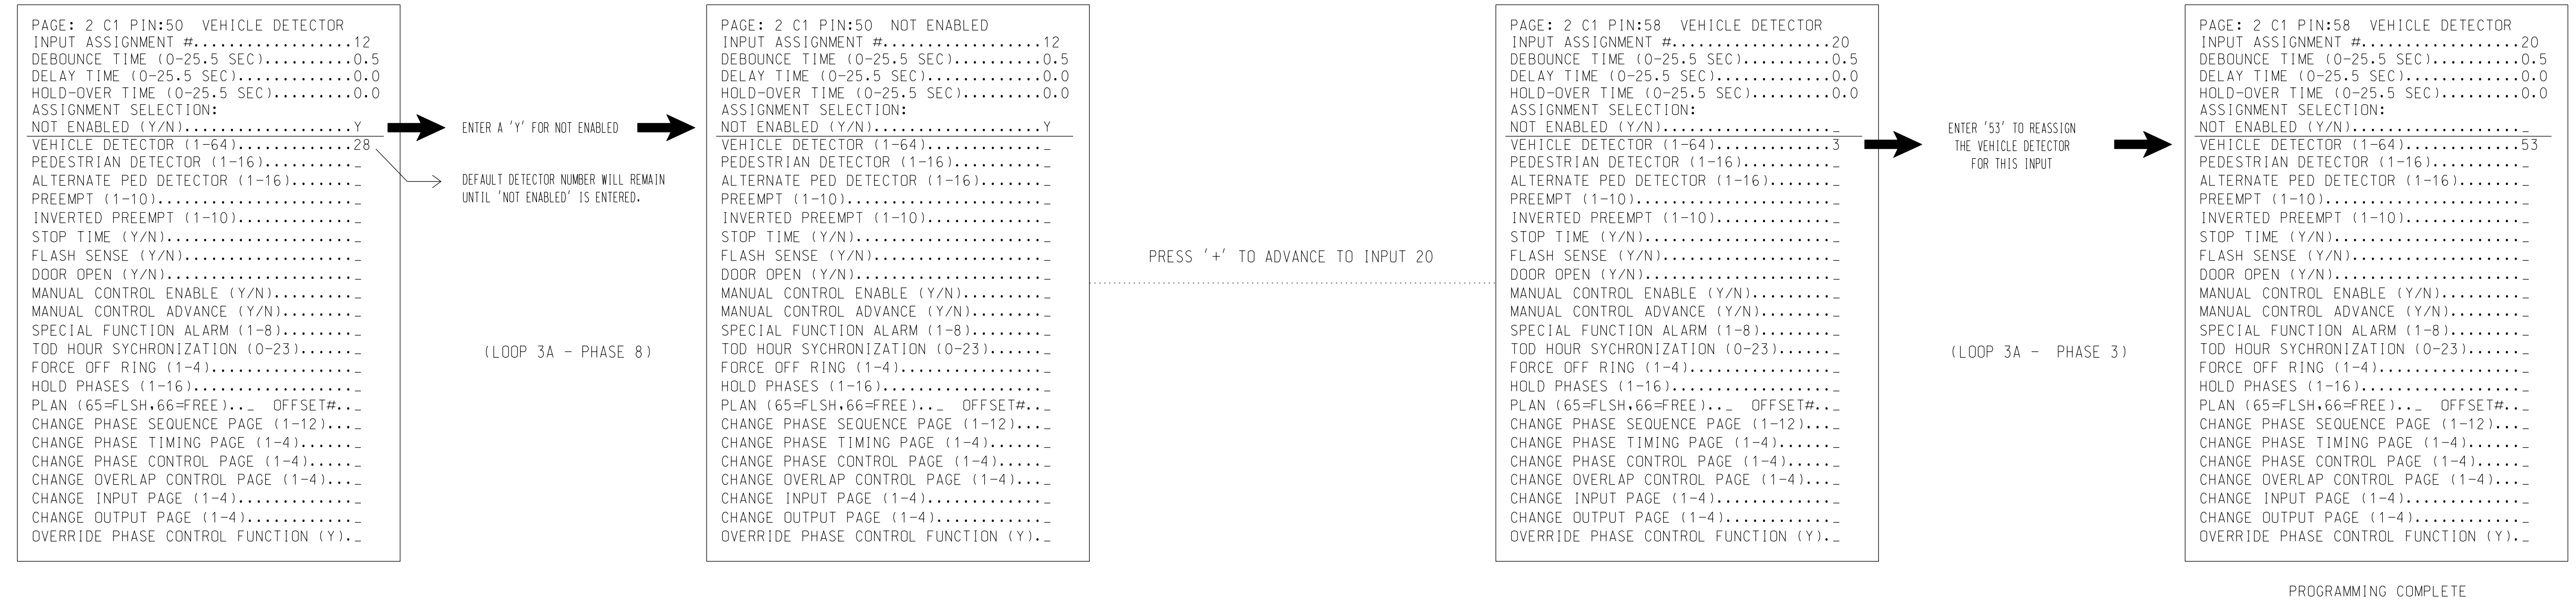 PAGE: 2 C1 PIN:50 VEHICLE DETECTOR
INPUT ASSIGNMENT #..................12
DEBOUNCE TIME (0-25.5 SEC)..........0.5
DELAY TIME (0-25.5 SEC).............0.0
HOLD-OVER TIME (0-25.5 SEC).........0.0
ASSIGNMENT SELECTION:
NOT ENABLED (Y/N)...................Y
VEHICLE DETECTOR (1-64).............28
PEDESTRIAN DETECTOR (1-16).........._
ALTERNATE PED DETECTOR (1-16)......._
PREEMPT (1-10)......................_
INVERTED PREEMPT (1-10)............._
STOP TIME (Y/N)....................._
FLASH SENSE (Y/N)..................._
DOOR OPEN (Y/N)....................._
MANUAL CONTROL ENABLE (Y/N)........._
MANUAL CONTROL ADVANCE (Y/N)........_
SPECIAL FUNCTION ALARM (1-8)........_
TOD HOUR SYCHRONIZATION (0-23)......_
FORCE OFF RING (1-4)................_
HOLD PHASES (1-16).................._
PLAN (65=FLSH,66=FREE).._ OFFSET#.._
CHANGE PHASE SEQUENCE PAGE (1-12)..._
CHANGE PHASE TIMING PAGE (1-4)......_
CHANGE PHASE CONTROL PAGE (1-4)....._
CHANGE OVERLAP CONTROL PAGE (1-4)..._
CHANGE INPUT PAGE (1-4)............._
CHANGE OUTPUT PAGE (1-4)............_
OVERRIDE PHASE CONTROL FUNCTION (Y)._
ENTER A 'Y' FOR NOT ENABLED
DEFAULT DETECTOR NUMBER WILL REMAIN
UNTIL 'NOT ENABLED' IS ENTERED.
(LOOP 3A - PHASE 8)
PAGE: 2 C1 PIN:50 NOT ENABLED
INPUT ASSIGNMENT #..................12
DEBOUNCE TIME (0-25.5 SEC)..........0.5
DELAY TIME (0-25.5 SEC).............0.0
HOLD-OVER TIME (0-25.5 SEC).........0.0
ASSIGNMENT SELECTION:
NOT ENABLED (Y/N)...................Y
VEHICLE DETECTOR (1-64)............._
PEDESTRIAN DETECTOR (1-16).........._
ALTERNATE PED DETECTOR (1-16)......._
PREEMPT (1-10)......................_
INVERTED PREEMPT (1-10)............._
STOP TIME (Y/N)....................._
FLASH SENSE (Y/N)..................._
DOOR OPEN (Y/N)....................._
MANUAL CONTROL ENABLE (Y/N)........._
MANUAL CONTROL ADVANCE (Y/N)........_
SPECIAL FUNCTION ALARM (1-8)........_
TOD HOUR SYCHRONIZATION (0-23)......_
FORCE OFF RING (1-4)................_
HOLD PHASES (1-16).................._
PLAN (65=FLSH,66=FREE).._ OFFSET#.._
CHANGE PHASE SEQUENCE PAGE (1-12)..._
CHANGE PHASE TIMING PAGE (1-4)......_
CHANGE PHASE CONTROL PAGE (1-4)....._
CHANGE OVERLAP CONTROL PAGE (1-4)..._
CHANGE INPUT PAGE (1-4)............._
CHANGE OUTPUT PAGE (1-4)............_
OVERRIDE PHASE CONTROL FUNCTION (Y)._
PRESS '+' TO ADVANCE TO INPUT 20
PAGE: 2 C1 PIN:58 VEHICLE DETECTOR
INPUT ASSIGNMENT #..................20
DEBOUNCE TIME (0-25.5 SEC)..........0.5
DELAY TIME (0-25.5 SEC).............0.0
HOLD-OVER TIME (0-25.5 SEC).........0.0
ASSIGNMENT SELECTION:
NOT ENABLED (Y/N)..................._
VEHICLE DETECTOR (1-64).............3
PEDESTRIAN DETECTOR (1-16).........._
ALTERNATE PED DETECTOR (1-16)......._
PREEMPT (1-10)......................_
INVERTED PREEMPT (1-10)............._
STOP TIME (Y/N)....................._
FLASH SENSE (Y/N)..................._
DOOR OPEN (Y/N)....................._
MANUAL CONTROL ENABLE (Y/N)........._
MANUAL CONTROL ADVANCE (Y/N)........_
SPECIAL FUNCTION ALARM (1-8)........_
TOD HOUR SYCHRONIZATION (0-23)......_
FORCE OFF RING (1-4)................_
HOLD PHASES (1-16).................._
PLAN (65=FLSH,66=FREE).._ OFFSET#.._
CHANGE PHASE SEQUENCE PAGE (1-12)..._
CHANGE PHASE TIMING PAGE (1-4)......_
CHANGE PHASE CONTROL PAGE (1-4)....._
CHANGE OVERLAP CONTROL PAGE (1-4)..._
CHANGE INPUT PAGE (1-4)............._
CHANGE OUTPUT PAGE (1-4)............_
OVERRIDE PHASE CONTROL FUNCTION (Y)._
ENTER '53' TO REASSIGN
THE VEHICLE DETECTOR
FOR THIS INPUT
(LOOP 3A - PHASE 3)
PAGE: 2 C1 PIN:58 VEHICLE DETECTOR
INPUT ASSIGNMENT #..................20
DEBOUNCE TIME (0-25.5 SEC)..........0.5
DELAY TIME (0-25.5 SEC).............0.0
HOLD-OVER TIME (0-25.5 SEC).........0.0
ASSIGNMENT SELECTION:
NOT ENABLED (Y/N)..................._
VEHICLE DETECTOR (1-64).............53
PEDESTRIAN DETECTOR (1-16).........._
ALTERNATE PED DETECTOR (1-16)......._
PREEMPT (1-10)......................_
INVERTED PREEMPT (1-10)............._
STOP TIME (Y/N)....................._
FLASH SENSE (Y/N)..................._
DOOR OPEN (Y/N)....................._
MANUAL CONTROL ENABLE (Y/N)........._
MANUAL CONTROL ADVANCE (Y/N)........_
SPECIAL FUNCTION ALARM (1-8)........_
TOD HOUR SYCHRONIZATION (0-23)......_
FORCE OFF RING (1-4)................_
HOLD PHASES (1-16).................._
PLAN (65=FLSH,66=FREE).._ OFFSET#.._
CHANGE PHASE SEQUENCE PAGE (1-12)..._
CHANGE PHASE TIMING PAGE (1-4)......_
CHANGE PHASE CONTROL PAGE (1-4)....._
CHANGE OVERLAP CONTROL PAGE (1-4)..._
CHANGE INPUT PAGE (1-4)............._
CHANGE OUTPUT PAGE (1-4)............_
OVERRIDE PHASE CONTROL FUNCTION (Y)._
PROGRAMMING COMPLETE